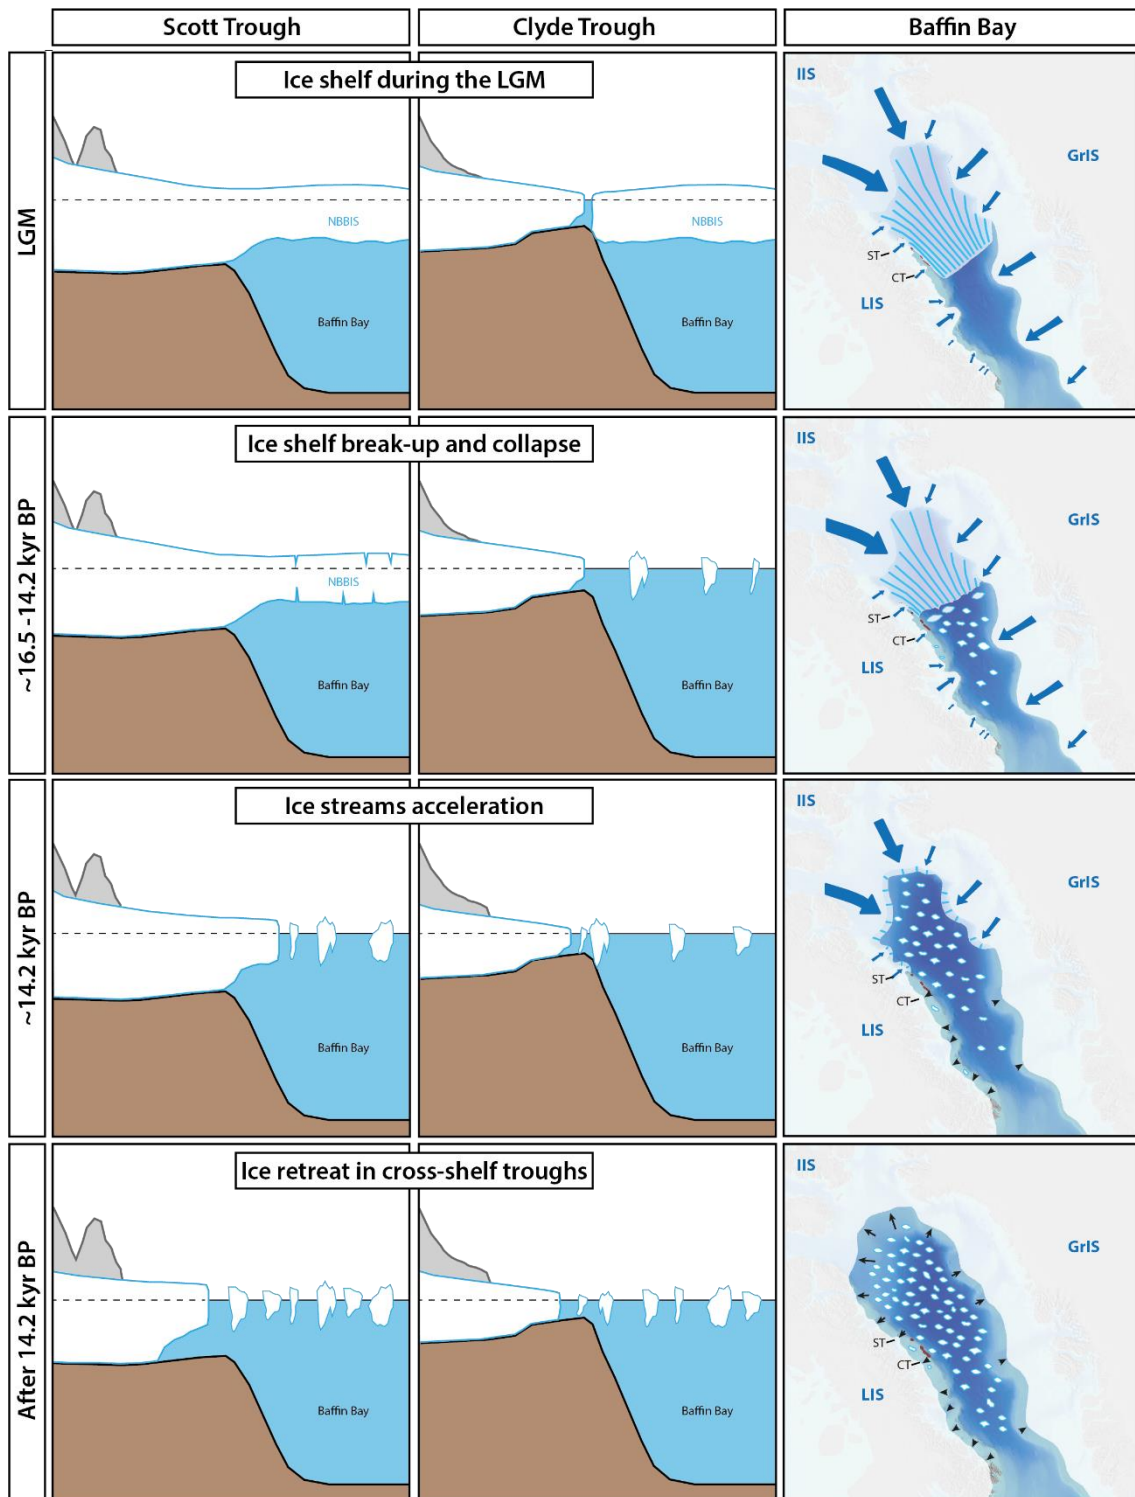 Scott Trough
Clyde Trough
Baffin Bay
LGM
Ice shelf during the LGM
NBBIS
Baffin Bay
NBBIS
Baffin Bay
IIS
GrIS
ST
CT
LIS
~16.5 -14.2 kyr BP
Ice shelf break-up and collapse
NBBIS
Baffin Bay
Baffin Bay
IIS
GrIS
ST
CT
LIS
~14.2 kyr BP
Ice streams acceleration
Baffin Bay
Baffin Bay
IIS
GrIS
ST
CT
LIS
After 14.2 kyr BP
Ice retreat in cross-shelf troughs
Baffin Bay
Baffin Bay
IIS
GrIS
ST
CT
LIS